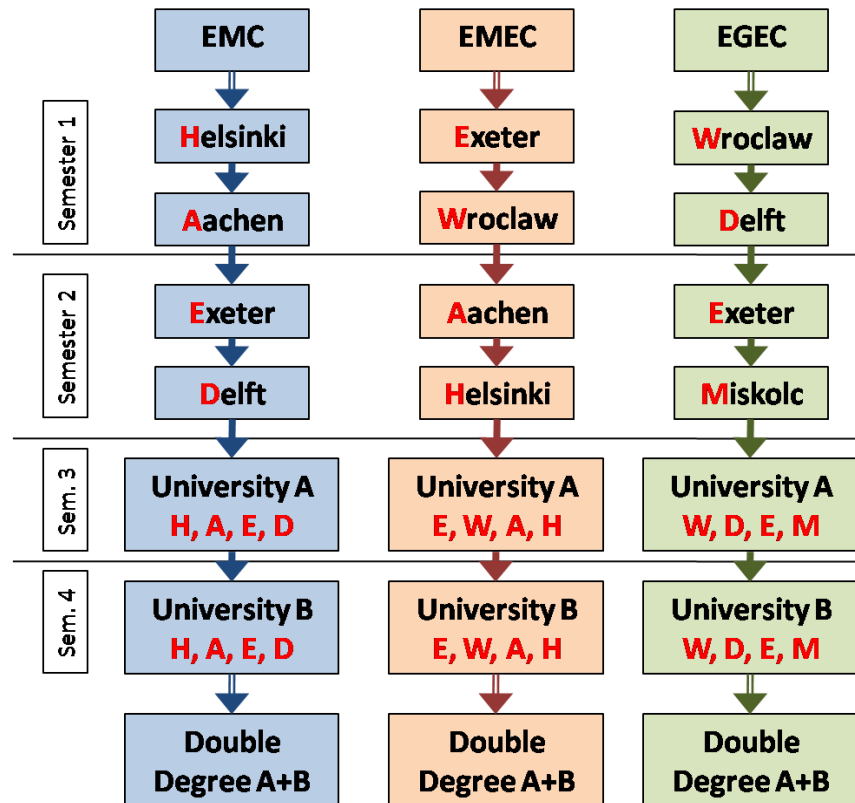 EMC
EMEC
EGEC
Semester 1
Helsinki
Exeter
Wroclaw
Aachen
Wroclaw
Delft
Semester 2
Exeter
Aachen
Exeter
Delft
Helsinki
Miskolc
Sem. 3
University A
H, A, E, D
University A
E, W, A, H
University A
W, D, E, M
Sem. 4
University B
H, A, E, D
University B
E, W, A, H
University B
W, D, E, M
Double
Degree A+B
Double
Degree A+B
Double
Degree A+B